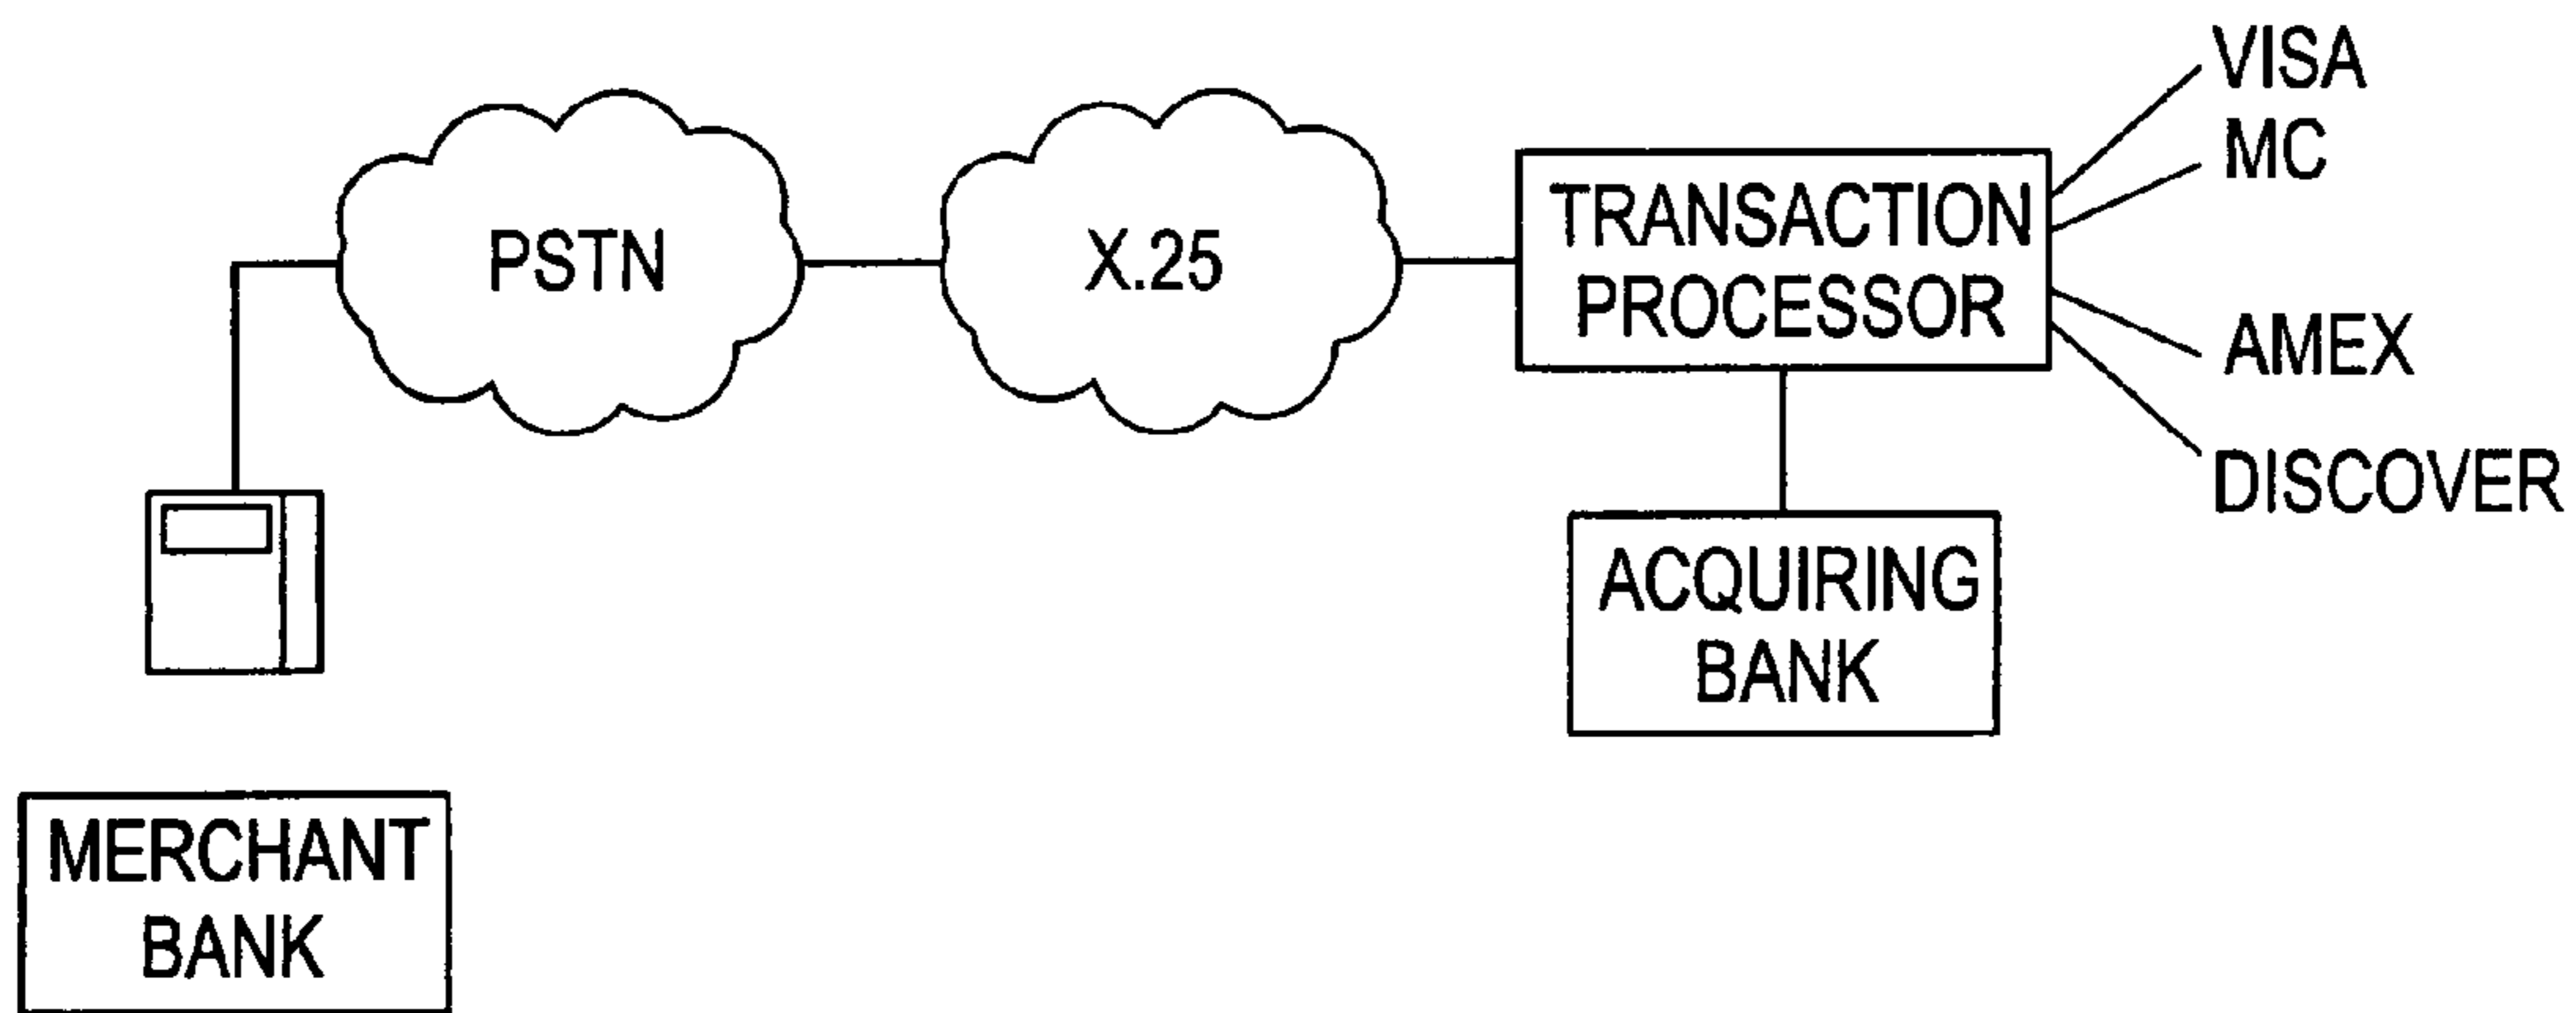 PSTN
X.25
TRANSACTION
PROCESSOR
VISA
MC
AMEX
DISCOVER
ACQUIRING
BANK
MERCHANT
BANK